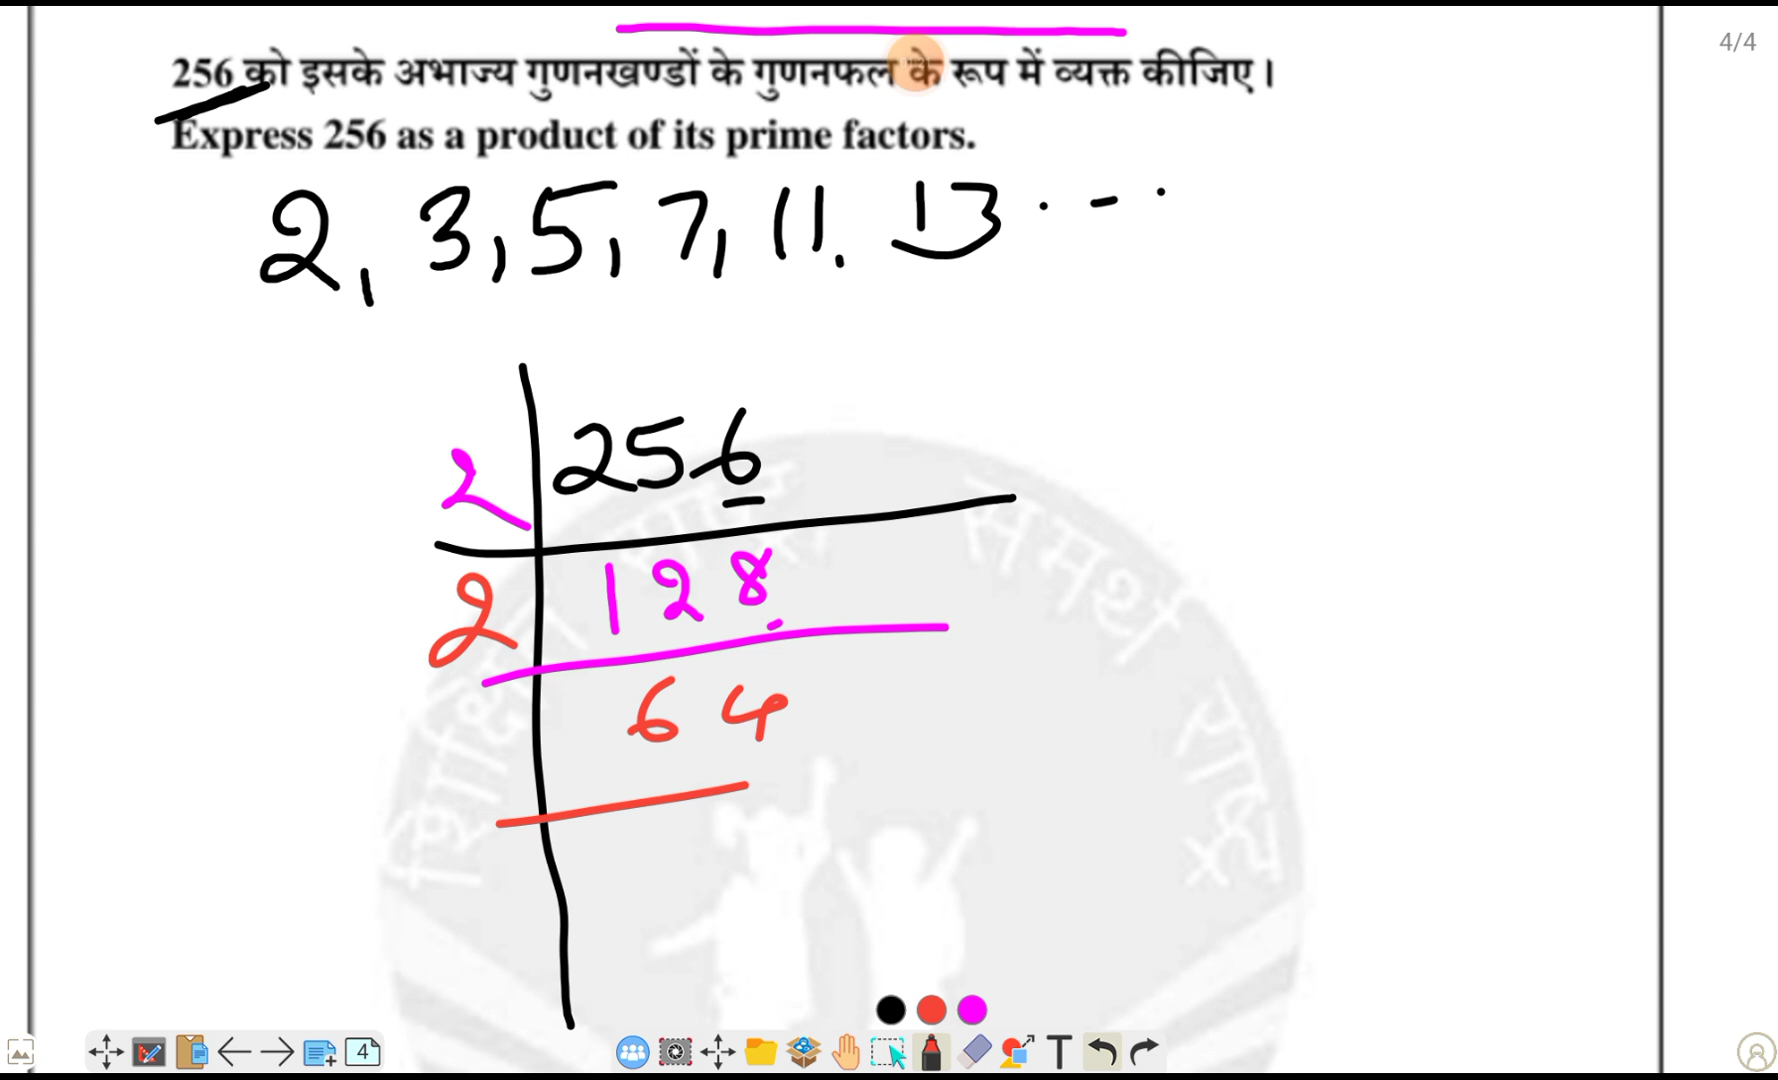 4/4
256 को इसके अभाज्य गुणनखण्डों के गुणनफल के रूप में व्यक्त कीजिए।
Express 256 as a product of its prime factors.
2, 3, 5, 7, 11. 13 . - .
2 256
2 128
64
समर्थ
4 T